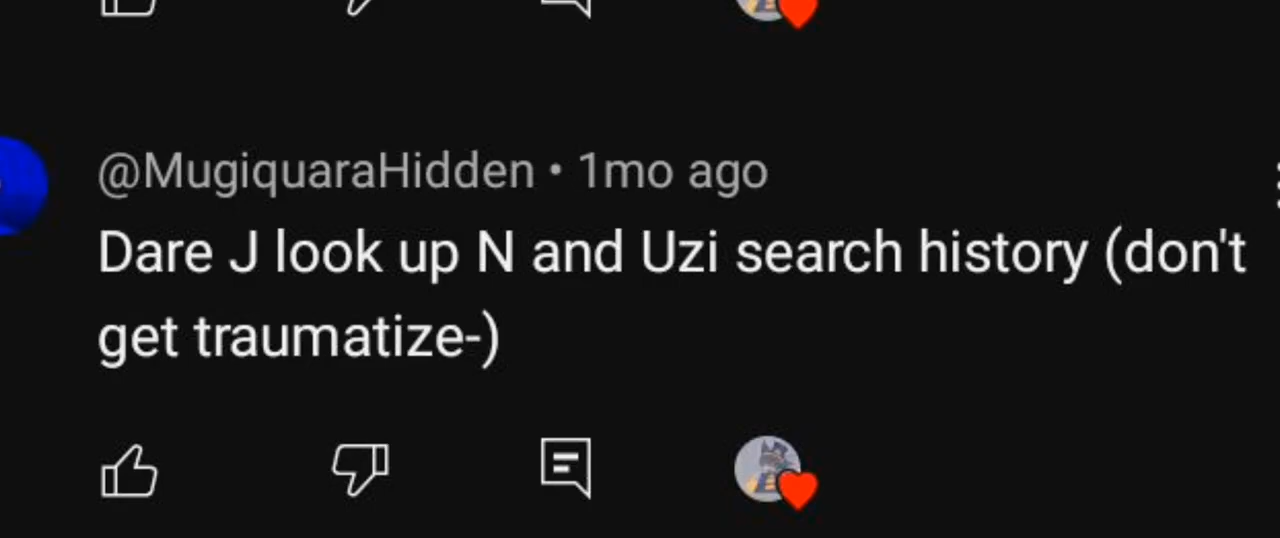 @MugiquaraHidden • 1mo ago
Dare J look up N and Uzi search history (don't
get traumatize-)